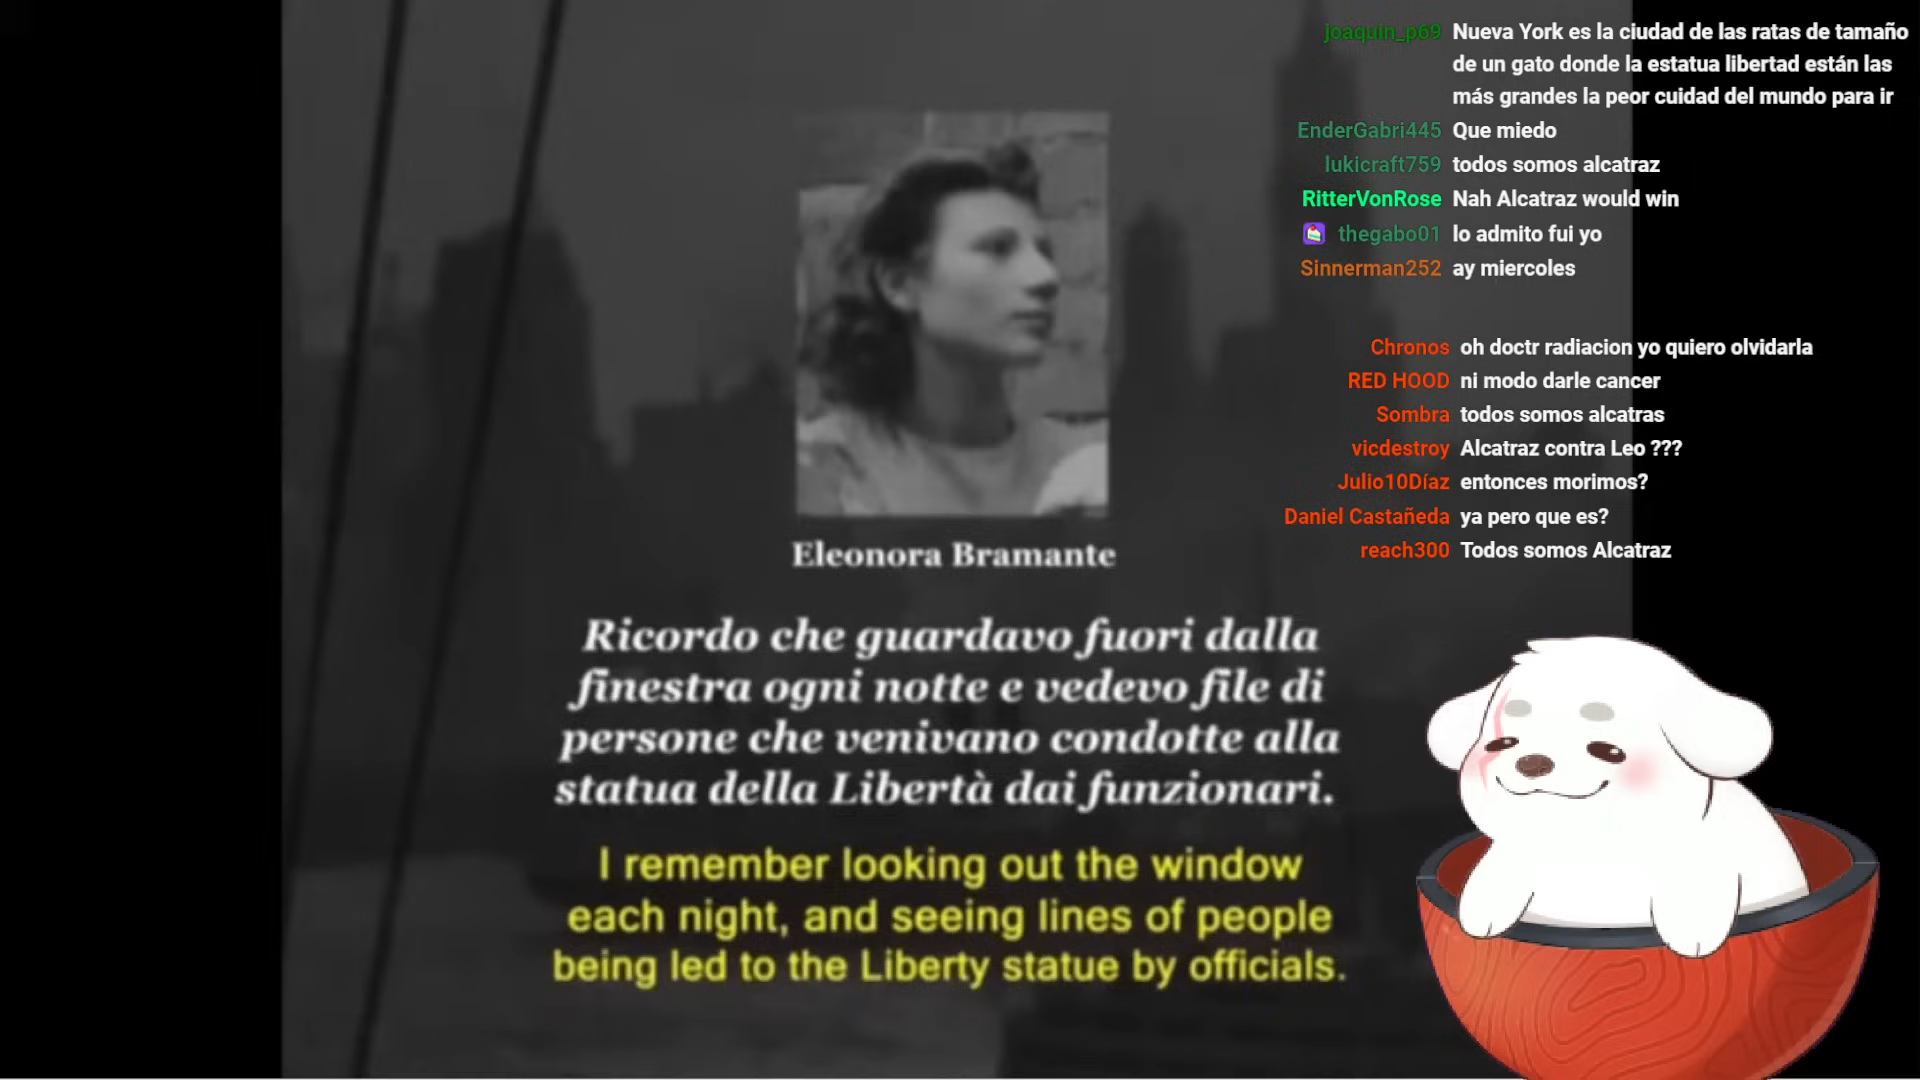 joaquin_p69 Nueva York es la ciudad de las ratas de tamaño
de un gato donde la estatua libertad están las
más grandes la peor cuidad del mundo para ir
EnderGabri445 Que miedo
lukicraft759 todos somos alcatraz
RitterVonRose Nah Alcatraz would win
thegabo01 lo admito fui yo
Sinnerman252 ay miercoles
Chronos oh doctr radiacion yo quiero olvidarla
RED HOOD ni modo darle cancer
Sombra todos somos alcatras
vicdestroy Alcatraz contra Leo ???
Julio10Díaz entonces morimos?
Daniel Castañeda ya pero que es?
reach300 Todos somos Alcatraz
Eleonora Bramante
Ricordo che guardavo fuori dalla
finestra ogni notte e vedevo file di
persone che venivano condotte alla
statua della Libertà dai funzionari.
I remember looking out the window
each night, and seeing lines of people
being led to the Liberty statue by officials.